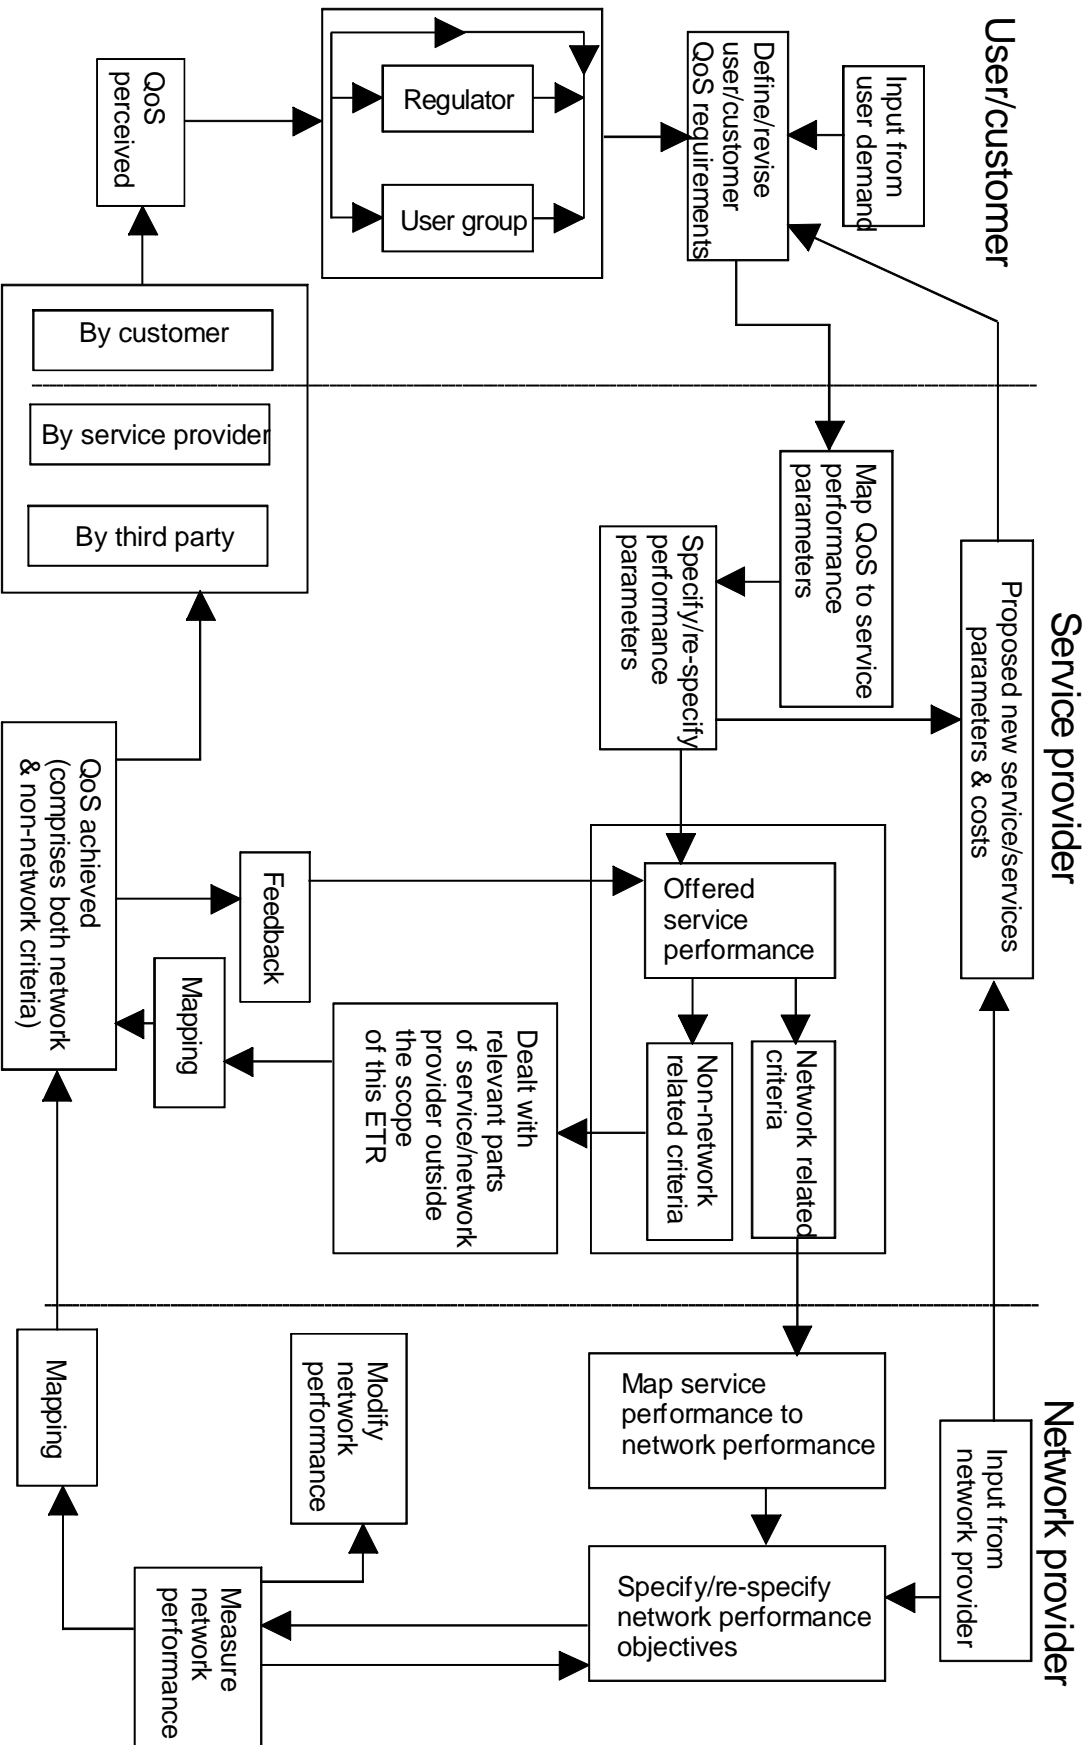 User/customer
Service provider
Network provider
Input from
user demand
Define/revise
user/customer
QoS requirements
Regulator
User group
QoS
perceived
By customer
By service provider
By third party
Proposed new service/services
parameters & costs
Map QoS to service
performance
parameters
Specify/re-specify
performance
parameters
Offered
service
performance
Network related
criteria
Non-network
related criteria
Dealt with
relevant parts
of service/network
provider outside
the scope
of this ETR
Feedback
Mapping
QoS achieved
(comprises both network
& non-network criteria)
Input from
network provider
Map service
performance to
network performance
Specify/re-specify
network performance
objectives
Modify
network
performance
Measure
network
performance
Mapping